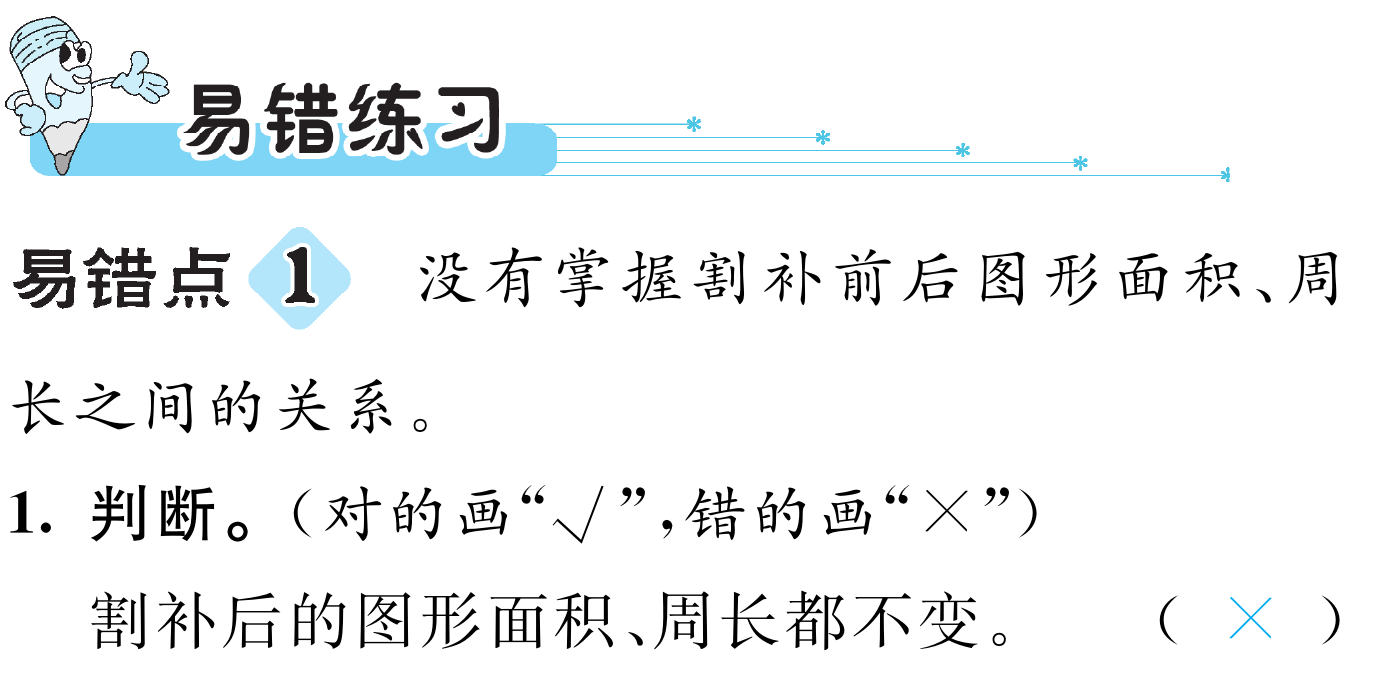 易错练习
易错点 1 没有掌握割补前后图形面积、周
长之间的关系。
1. 判断。(对的画“√”,错的画“×”)
割补后的图形面积、周长都不变。 ( × )